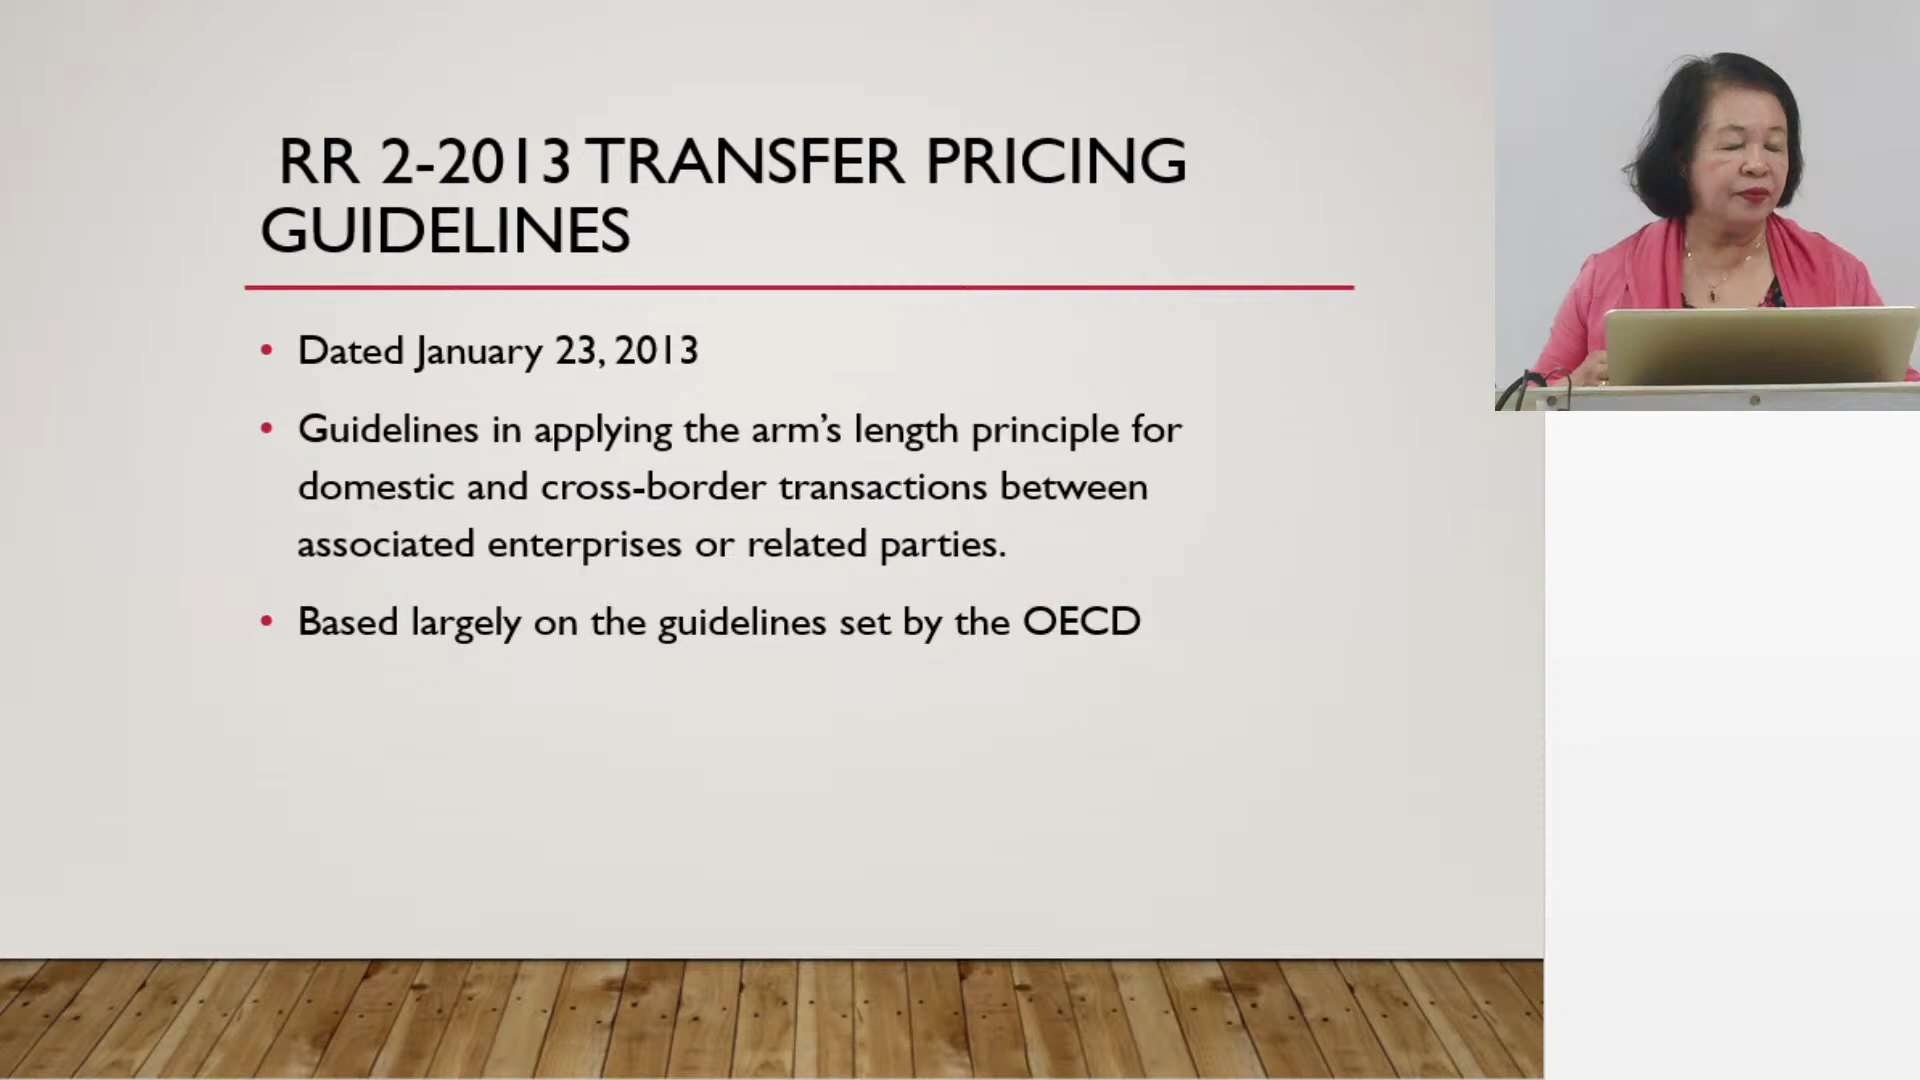 RR 2-2013 TRANSFER PRICING
GUIDELINES
• Dated January 23, 2013
• Guidelines in applying the arm’s length principle for
domestic and cross-border transactions between
associated enterprises or related parties.
• Based largely on the guidelines set by the OECD